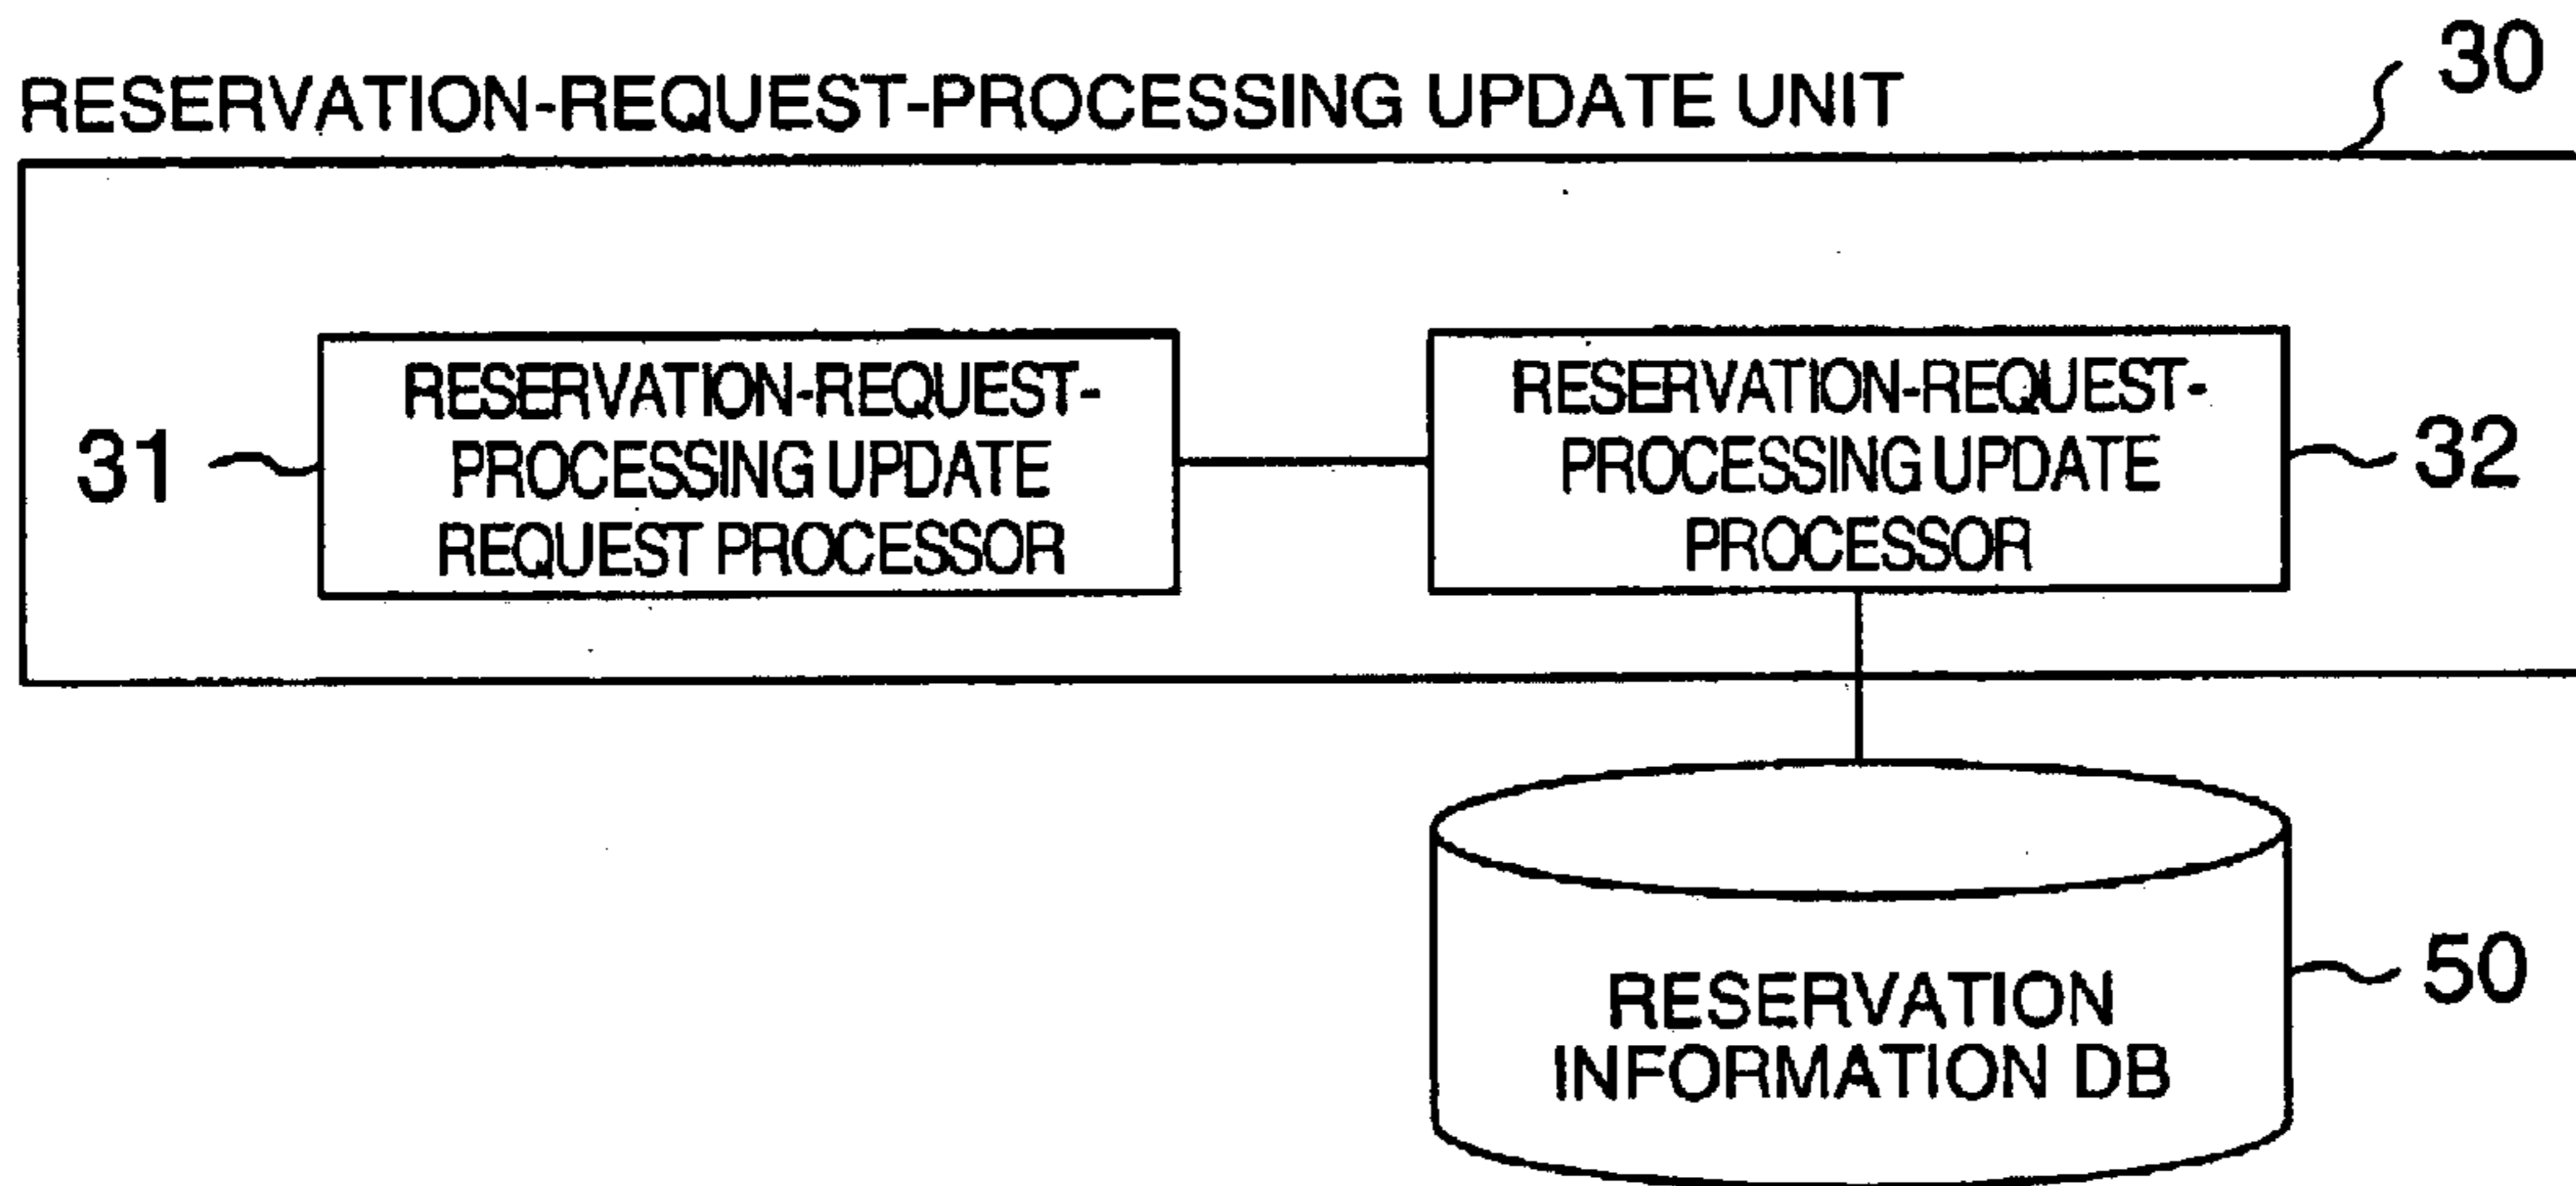 30
RESERVATION-REQUEST-PROCESSING UPDATE UNIT
31
RESERVATION-REQUEST-
PROCESSING UPDATE
REQUEST PROCESSOR
RESERVATION-REQUEST-
PROCESSING UPDATE
PROCESSOR
32
RESERVATION
INFORMATION DB
50